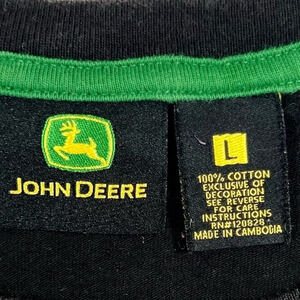 JOHN DEERE
L
100% COTTON
EXCLUSIVE OF
DECORATION
SEE REVERSE
FOR CARE
INSTRUCTIONS
RN#120828
MADE IN CAMBODIA